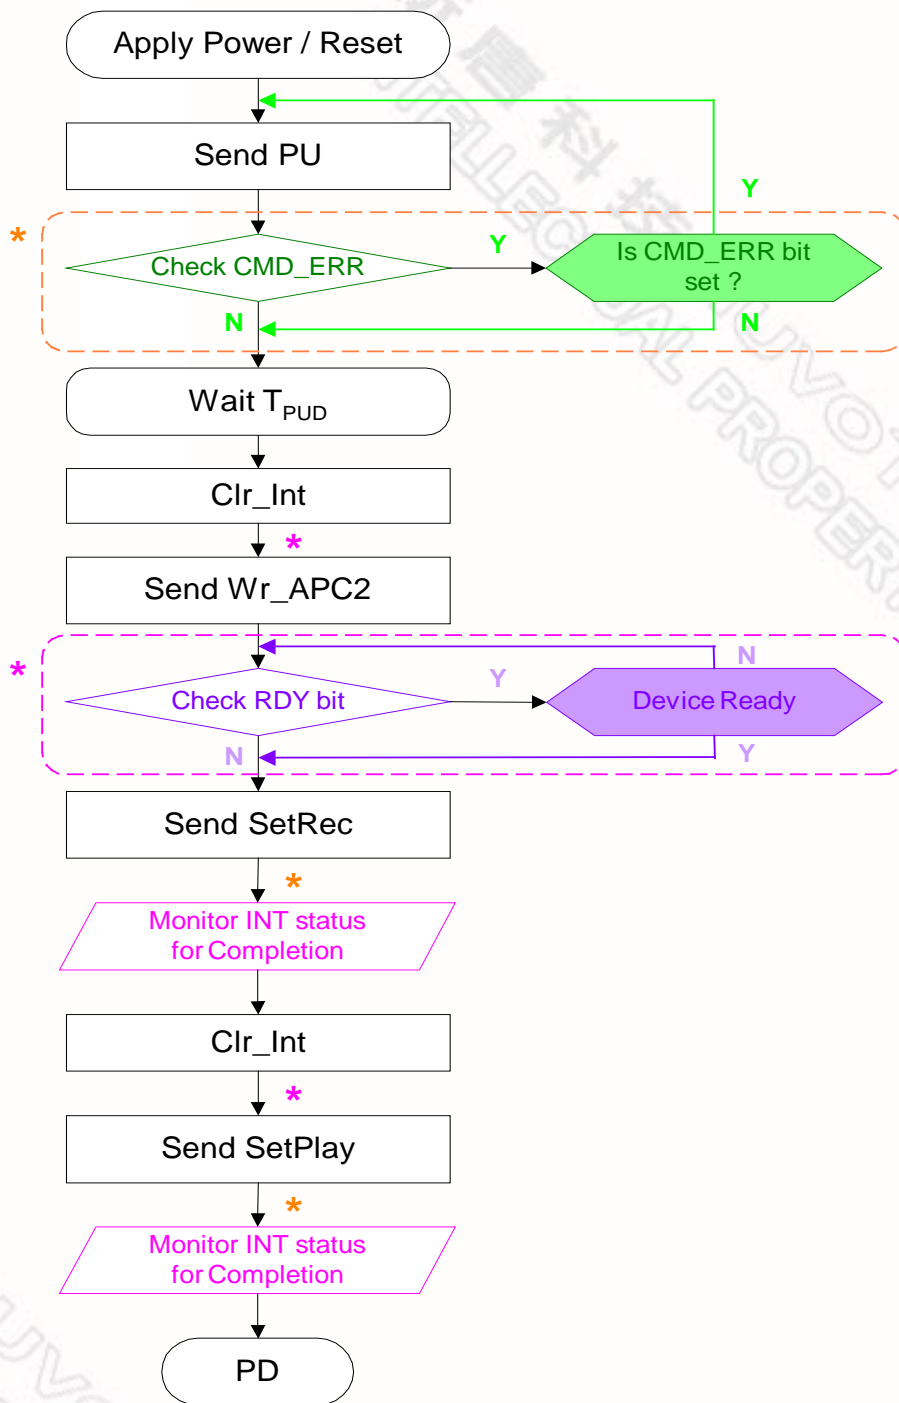 Apply Power / Reset
Send PU
Y
*
Check CMD_ERR
Y
Is CMD_ERR bit
set ?
N
N
Wait TPUD
Clr_Int
*
Send Wr_APC2
*
N
Check RDY bit
Y
Device Ready
N
Y
Send SetRec
*
Monitor INT status
for Completion
Clr_Int
*
Send SetPlay
*
Monitor INT status
for Completion
PD